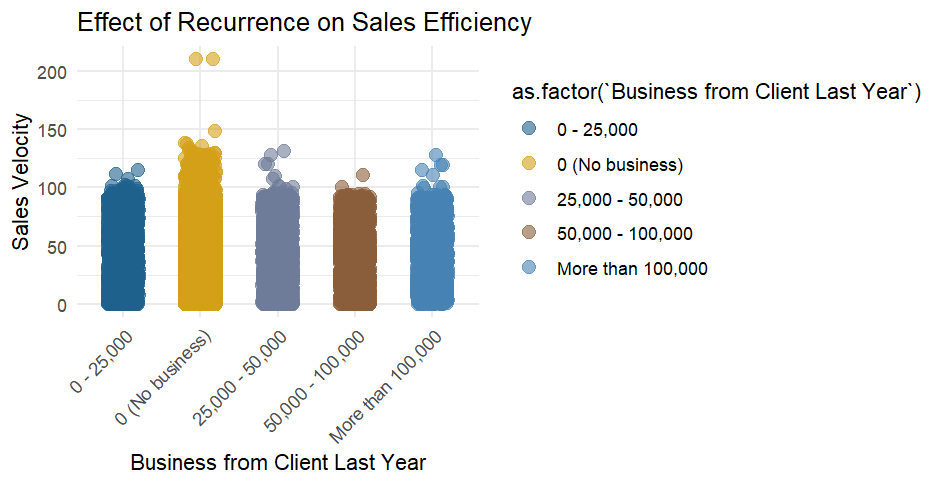 Effect of Recurrence on Sales Efficiency
Sales Velocity
200
150
100
50
0
0 - 25,000
0 (No business)
25,000 - 50,000
50,000 - 100,000
More than 100,000
Business from Client Last Year
as.factor(`Business from Client Last Year`)
0 - 25,000
0 (No business)
25,000 - 50,000
50,000 - 100,000
More than 100,000